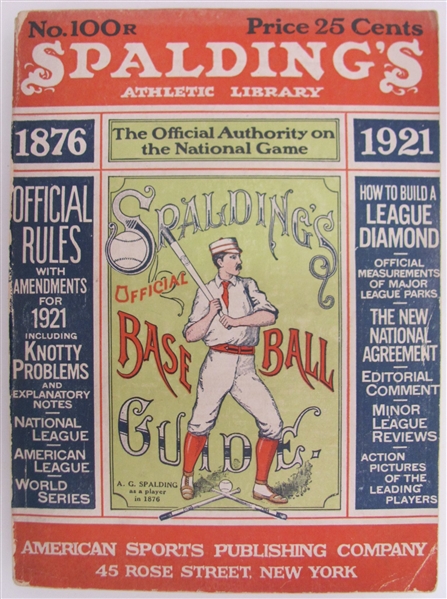 No. 100R Price 25 Cents
SPALDING'S
ATHLETIC LIBRARY
1876
The Official Authority on
the National Game
1921
OFFICIAL
RULES
WITH
AMENDMENTS
FOR
1921
INCLUDING
KNOTTY
PROBLEMS
AND
EXPLANATORY
NOTES
NATIONAL
LEAGUE
AMERICAN
LEAGUE
WORLD
SERIES
SPALDING'S
OFFICIAL
BASE BALL
GUIDE.
A. G. SPALDING
as a player
in 1876
HOW TO BUILD A
LEAGUE
DIAMOND
OFFICIAL
MEASUREMENTS
OF MAJOR
LEAGUE PARKS
THE NEW
NATIONAL
AGREEMENT
EDITORIAL
COMMENT
MINOR
LEAGUE
REVIEWS
ACTION
PICTURES
OF THE
LEADING
PLAYERS
AMERICAN SPORTS PUBLISHING COMPANY
45 ROSE STREET, NEW YORK